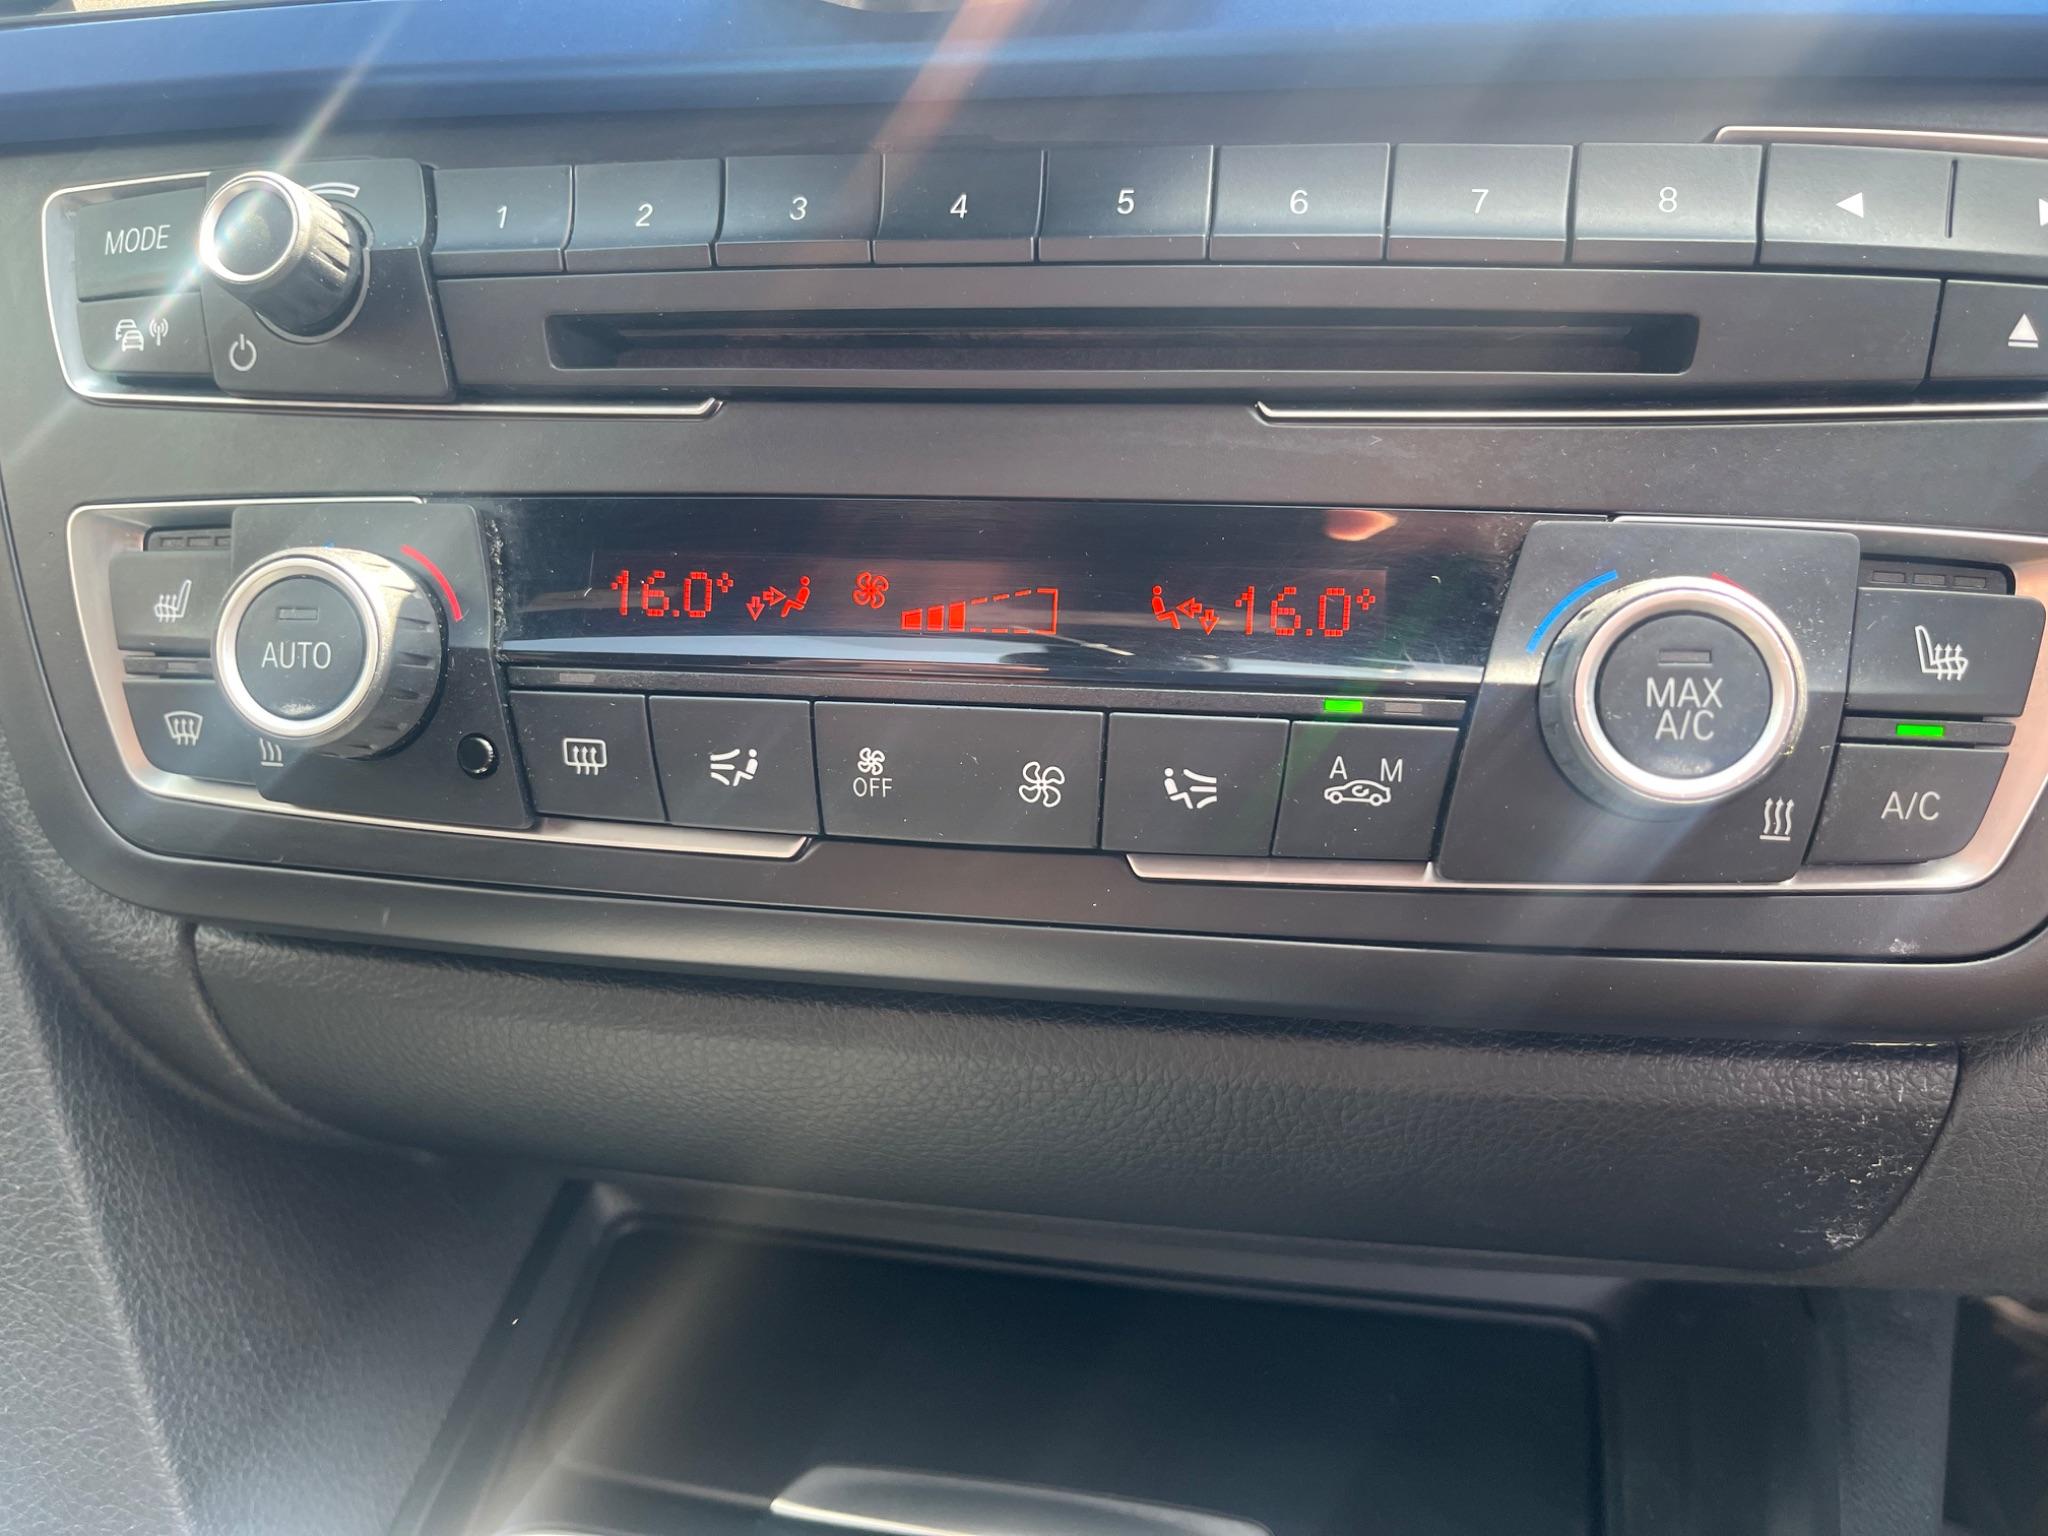 MODE 1 2 3 4 5 6 7 8
16.0° 16.0°
AUTO
MAX
A/C
A M
OFF
A/C